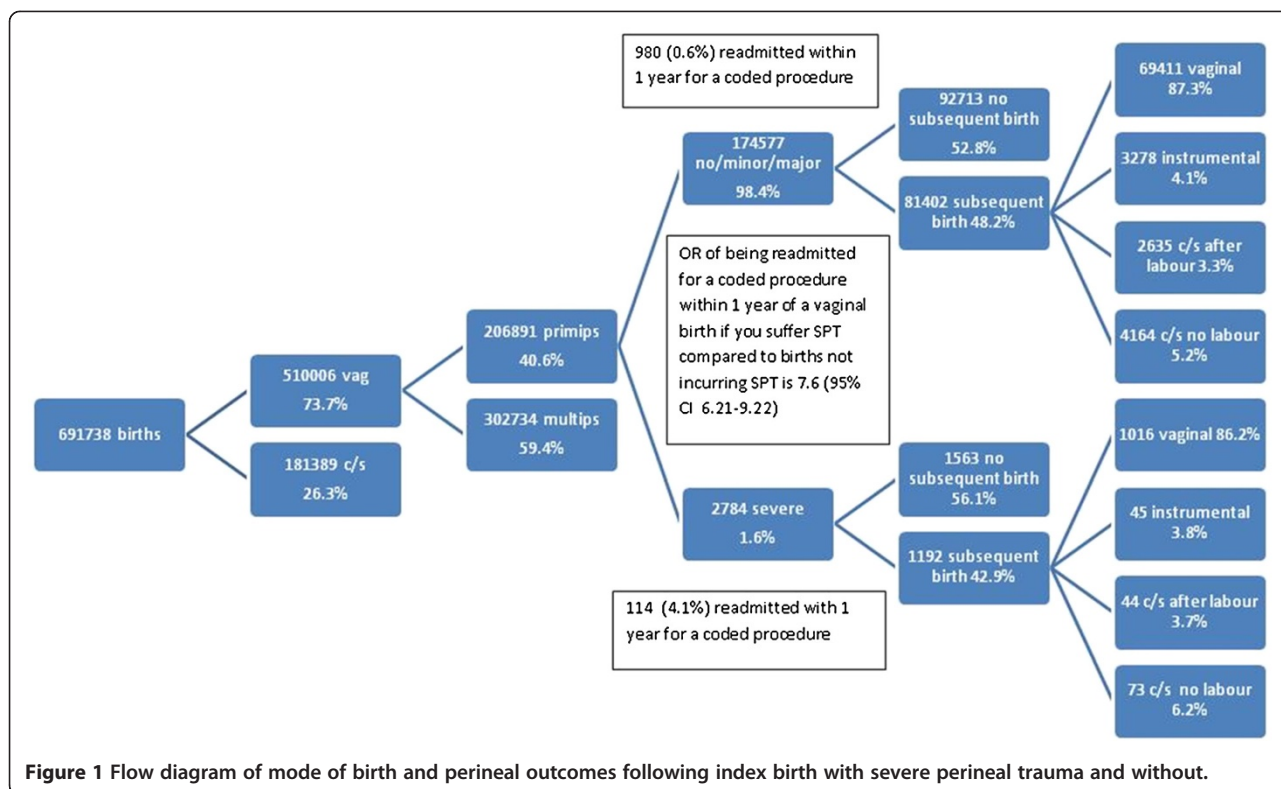 691738 births
510006 vag
73.7%
181389 c/s
26.3%
206891 primips
40.6%
302734 multips
59.4%
980 (0.6%) readmitted within
1 year for a coded procedure
174577
no/minor/major
98.4%
OR of being readmitted
for a coded procedure
within 1 year of a vaginal
birth if you suffer SPT
compared to births not
incurring SPT is 7.6 (95%
CI 6.21-9.22)
2784 severe
1.6%
114 (4.1%) readmitted with 1
year for a coded procedure
92713 no
subsequent birth
52.8%
81402 subsequent
birth 48.2%
1563 no
subsequent birth
56.1%
1192 subsequent
birth 42.9%
69411 vaginal
87.3%
3278 instrumental
4.1%
2635 c/s after
labour 3.3%
4164 c/s no labour
5.2%
1016 vaginal 86.2%
45 instrumental
3.8%
44 c/s after labour
3.7%
73 c/s no labour
6.2%
Figure 1 Flow diagram of mode of birth and perineal outcomes following index birth with severe perineal trauma and without.